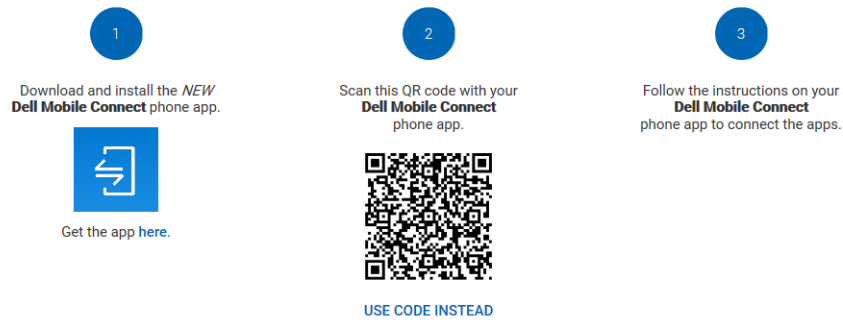 1
Download and install the NEW
Dell Mobile Connect phone app.
Get the app here.
2
Scan this QR code with your
Dell Mobile Connect
phone app.
USE CODE INSTEAD
3
Follow the instructions on your
Dell Mobile Connect
phone app to connect the apps.